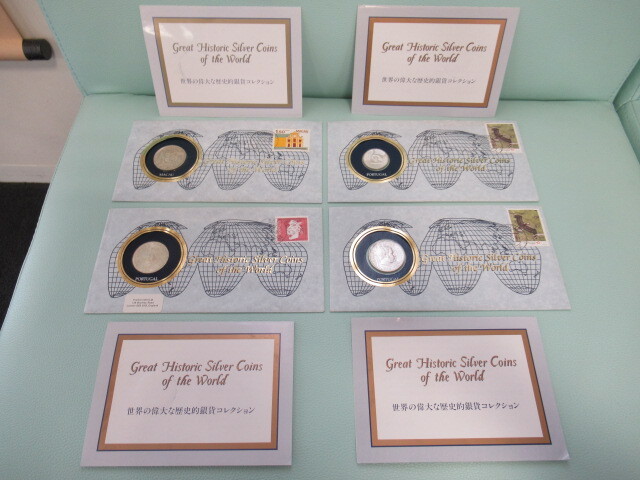 Great Historic Silver Coins
of the World
世界の偉大な歴史的銀貨コレクション
Great Historic Silver Coins
of the World
世界の偉大な歴史的銀貨コレクション
MACAU
Great Historic Silver Coins
of the World
PORTUGAL
Great Historic Silver Coins
of the World
PORTUGAL
Great Historic Silver Coins
of the World
Great Historic Silver Coins
of the World
Great Historic Silver Coins
of the World
世界の偉大な歴史的銀貨コレクション
Great Historic Silver Coins
of the World
世界の偉大な歴史的銀貨コレクション